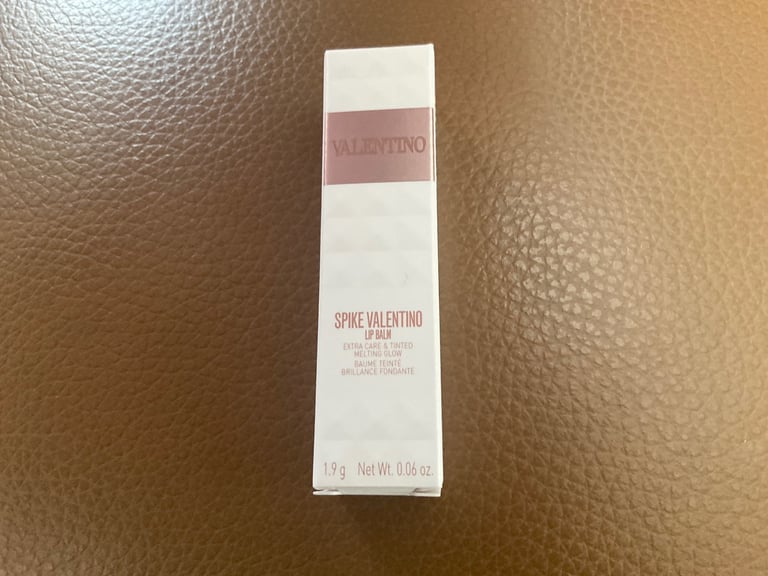 VALENTINO
SPIKE VALENTINO
LIP BALM
EXTRA CARE & TINTED
MELTING GLOW
BAUME TEINTÉ
BRILLANCE FONDANTE
1.9 g Net Wt. 0.06 oz.